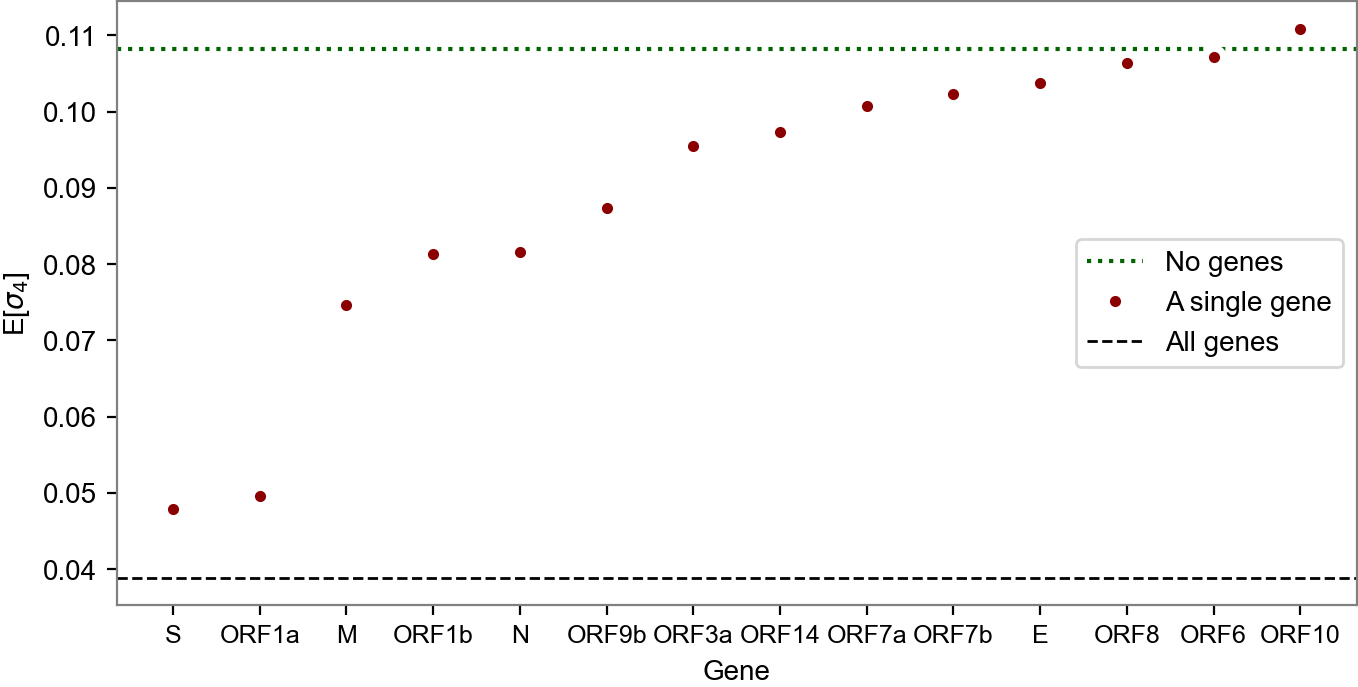 0.11
0.10
0.09
0.08
0.07
0.06
0.05
0.04
E[σ₄]
No genes
A single gene
All genes
S ORF1a M ORF1b N ORF9b ORF3a ORF14 ORF7a ORF7b E ORF8 ORF6 ORF10
Gene